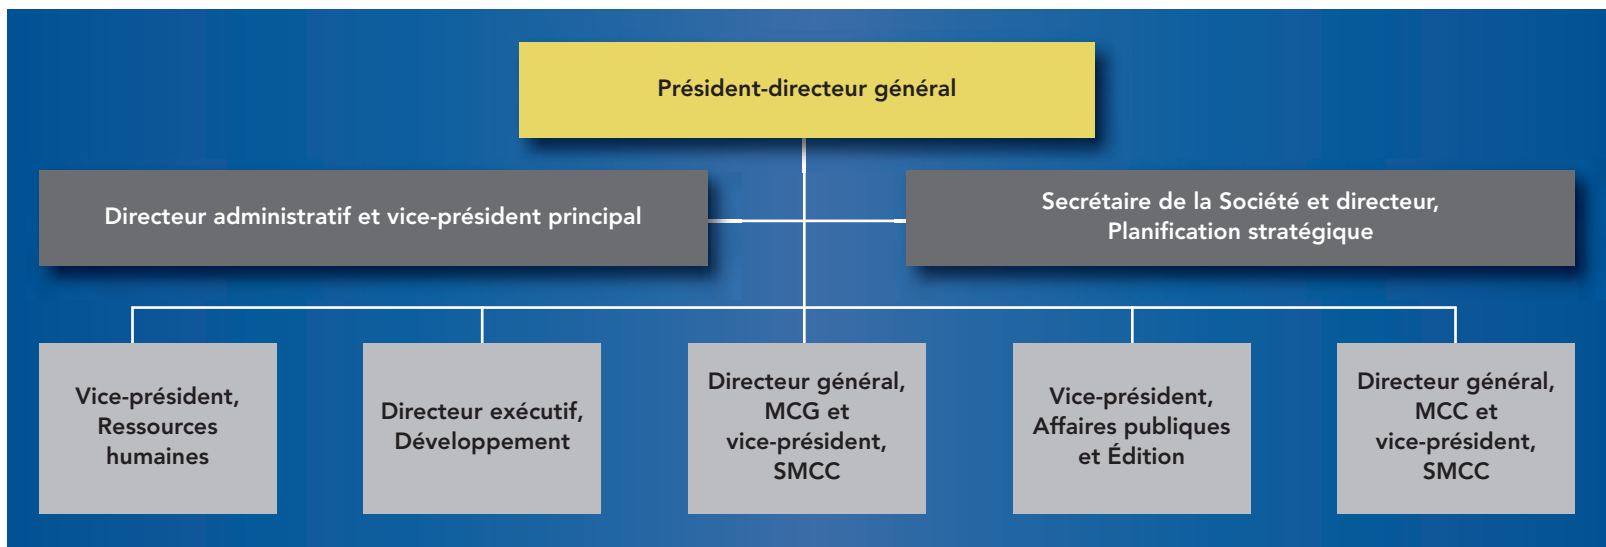 Président-directeur général
Directeur administratif et vice-président principal
Secrétaire de la Société et directeur,
Planification stratégique
Vice-président,
Ressources
humaines
Directeur exécutif,
Développement
Directeur général,
MCG et
vice-président,
SMCC
Vice-président,
Affaires publiques
et Édition
Directeur général,
MCC et
vice-président,
SMCC